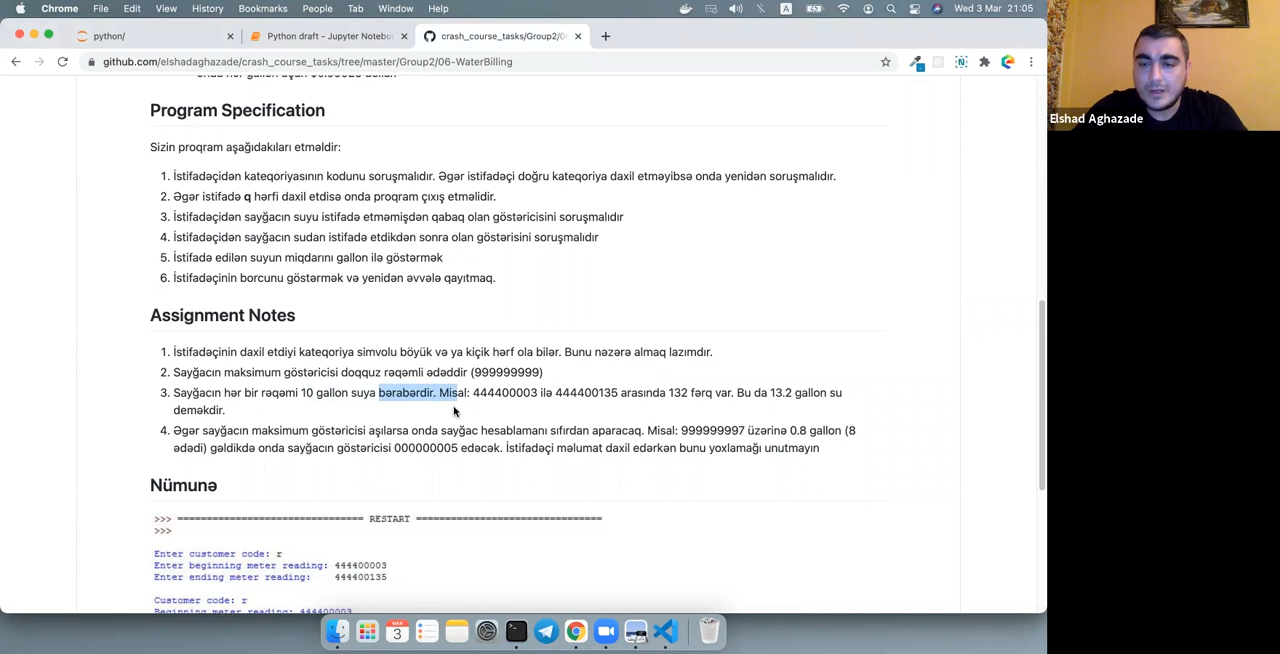 Chrome File Edit View History Bookmarks People Tab Window Help A Wed 3 Mar 21:05
python/ Python draft - Jupyter Notebo crash_course_tasks/Group2/0
github.com/elshadaghazade/crash_course_tasks/tree/master/Group2/06-WaterBilling
Program Specification
Sizin proqram aşağıdakıları etməldir:
1. İstifadəçidən kateqoriyasının kodunu soruşmalıdır. Əgər istifadəçi doğru kateqoriya daxil etməyibsə onda yenidən soruşmalıdır.
2. Əgər istifadə q hərfi daxil etdisə onda proqram çıxış etməlidir.
3. İstifadəçidən sayğacın suyu istifadə etməmişdən qabaq olan göstəricisini soruşmalıdır
4. İstifadəçidən sayğacın sudan istifadə etdikdən sonra olan göstərisini soruşmalıdır
5. İstifadə edilən suyun miqdarını gallon ilə göstərmək
6. İstifadəçinin borcunu göstərmək və yenidən əvvələ qayıtmaq.
Assignment Notes
1. İstifadəçinin daxil etdiyi kateqoriya simvolu böyük və ya kiçik hərf ola bilər. Bunu nəzərə almaq lazımdır.
2. Sayğacın maksimum göstəricisi doqquz rəqəmli ədəddir (999999999)
3. Sayğacın hər bir rəqəmi 10 gallon suya bərabərdir. Misal: 444400003 ilə 444400135 arasında 132 fərq var. Bu da 13.2 gallon su
deməkdir.
4. Əgər sayğacın maksimum göstəricisi aşılarsa onda sayğac hesablamanı sıfırdan aparacaq. Misal: 999999997 üzərinə 0.8 gallon (8
ədədi) gəldikdə onda sayğacın göstəricisi 000000005 edəcək. İstifadəçi məlumat daxil edərkən bunu yoxlamağı unutmayın
Nümunə
>>> ================================ RESTART ================================
>>>
Enter customer code: r
Enter beginning meter reading: 444400003
Enter ending meter reading: 444400135
Customer code: r
Beginning meter reading: 444400003
Elshad Aghazade
MAR
3